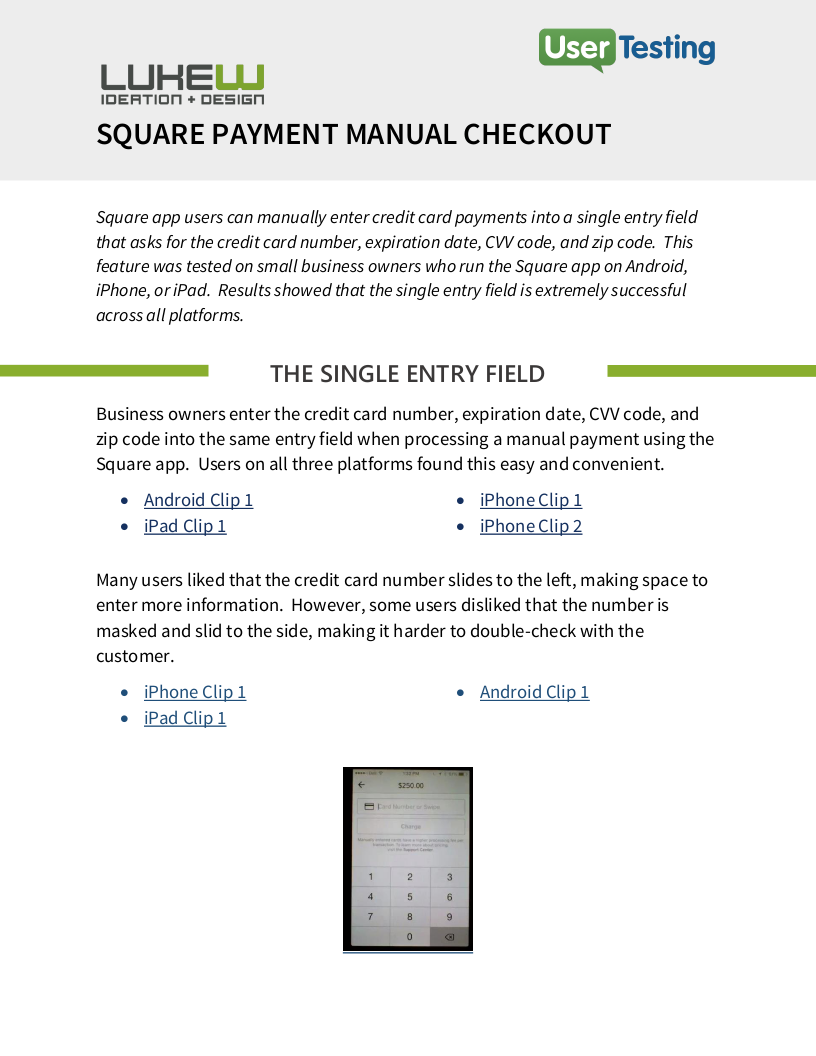 User Testing
LUKEW
IDEATION + DESIGN
SQUARE PAYMENT MANUAL CHECKOUT
Square app users can manually enter credit card payments into a single entry field
that asks for the credit card number, expiration date, CVV code, and zip code.  This
feature was tested on small business owners who run the Square app on Android,
iPhone, or iPad.  Results showed that the single entry field is extremely successful
across all platforms.
THE SINGLE ENTRY FIELD
Business owners enter the credit card number, expiration date, CVV code, and
zip code into the same entry field when processing a manual payment using the
Square app.  Users on all three platforms found this easy and convenient.
• Android Clip 1
• iPad Clip 1
• iPhone Clip 1
• iPhone Clip 2
Many users liked that the credit card number slides to the left, making space to
enter more information.  However, some users disliked that the number is
masked and slid to the side, making it harder to double-check with the
customer.
• iPhone Clip 1
• iPad Clip 1
• Android Clip 1
$250.00
Card Number or Swipe
Charge
1 2 3
4 5 6
7 8 9
0